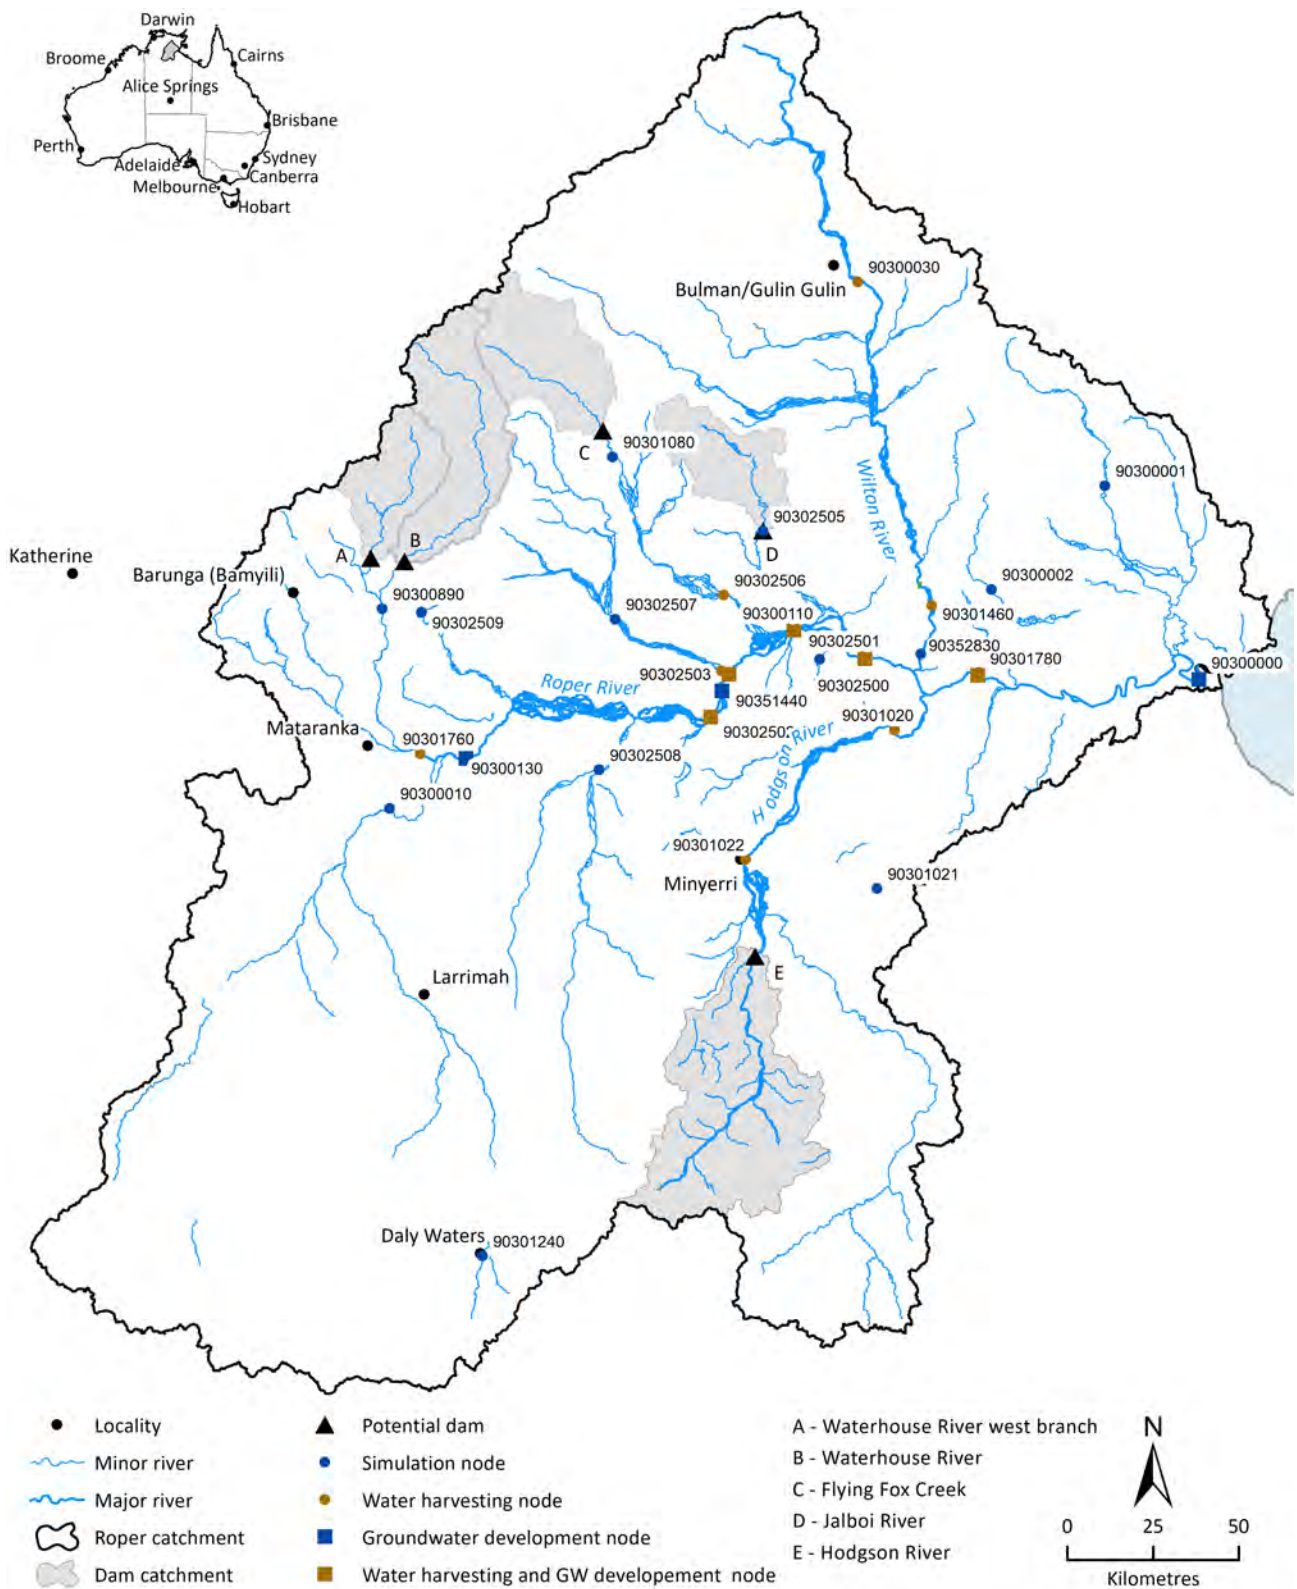 Darwin
Broome
Cairns
Alice Springs
Brisbane
Perth
Adelaide
Sydney
Canberra
Melbourne
Hobart
90300030
Bulman/Gulin Gulin
C
90301080
90300001
Wilton River
90302505
D
Katherine
A
B
Barunga (Bamyili)
90300890
90302509
90302506
90302507
90300110
90300002
90301460
90302501
90352830
90302503
90302500
90301780
90300000
Roper River
90351440
90301020
Mataranka
90301760
90302502
90302508
90300130
Hodgson River
90300010
90301022
Minyerri
90301021
E
Larrimah
Daly Waters
90301240
Locality
Minor river
Major river
Roper catchment
Dam catchment
Potential dam
Simulation node
Water harvesting node
Groundwater development node
Water harvesting and GW developement node
A - Waterhouse River west branch
B - Waterhouse River
C - Flying Fox Creek
D - Jalboi River
E - Hodgson River
N
0 25 50
Kilometres